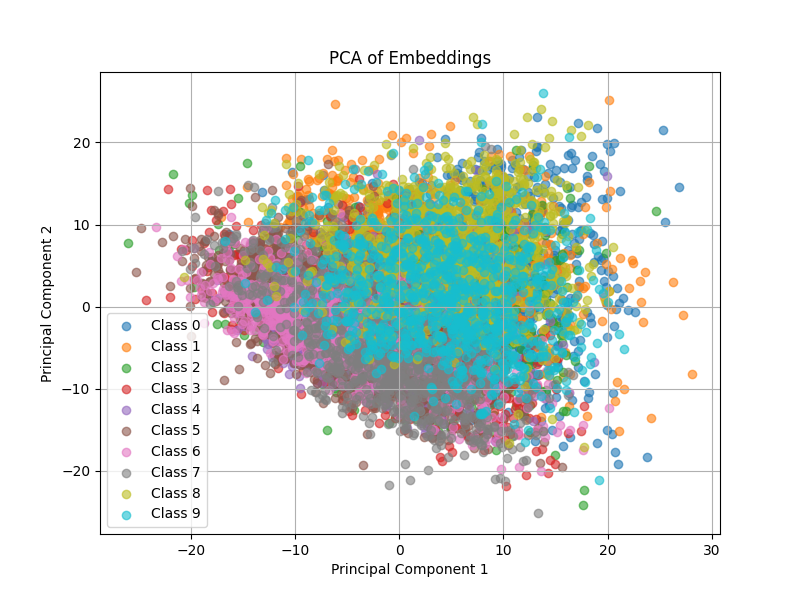 PCA of Embeddings
Principal Component 2
20
10
0
−10
−20
Class 0
Class 1
Class 2
Class 3
Class 4
Class 5
Class 6
Class 7
Class 8
Class 9
−20 −10 0 10 20 30
Principal Component 1